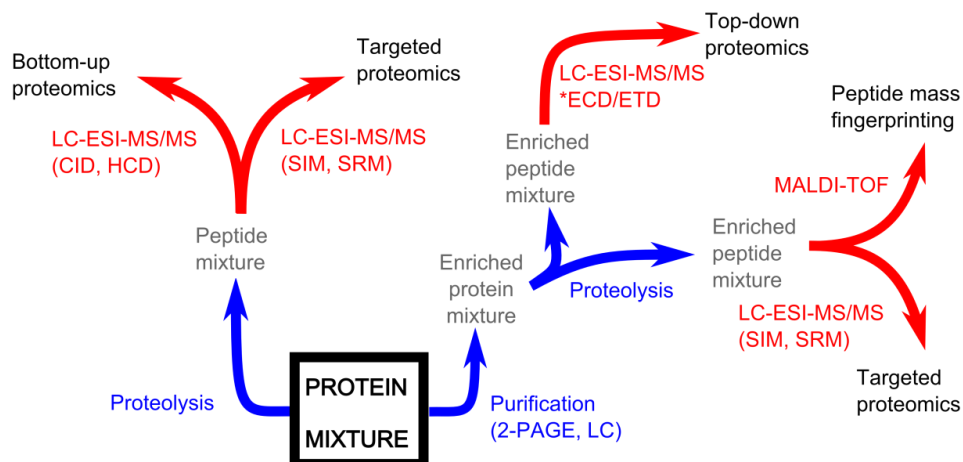 Bottom-up
proteomics
Targeted
proteomics
LC-ESI-MS/MS
(CID, HCD)
LC-ESI-MS/MS
(SIM, SRM)
Peptide
mixture
Proteolysis
PROTEIN
MIXTURE
Purification
(2-PAGE, LC)
Enriched
protein
mixture
Proteolysis
Enriched
peptide
mixture
LC-ESI-MS/MS
*ECD/ETD
Top-down
proteomics
Enriched
peptide
mixture
MALDI-TOF
Peptide mass
fingerprinting
LC-ESI-MS/MS
(SIM, SRM)
Targeted
proteomics